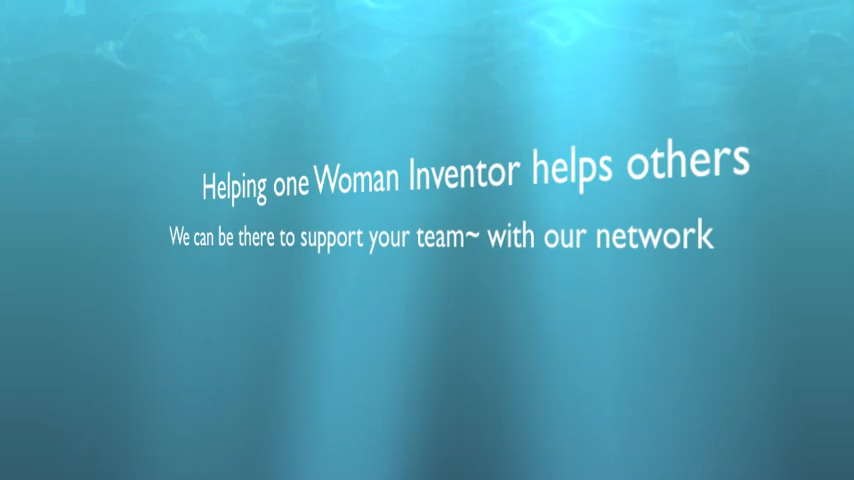 Helping one Woman Inventor helps others
We can be there to support your team~ with our network